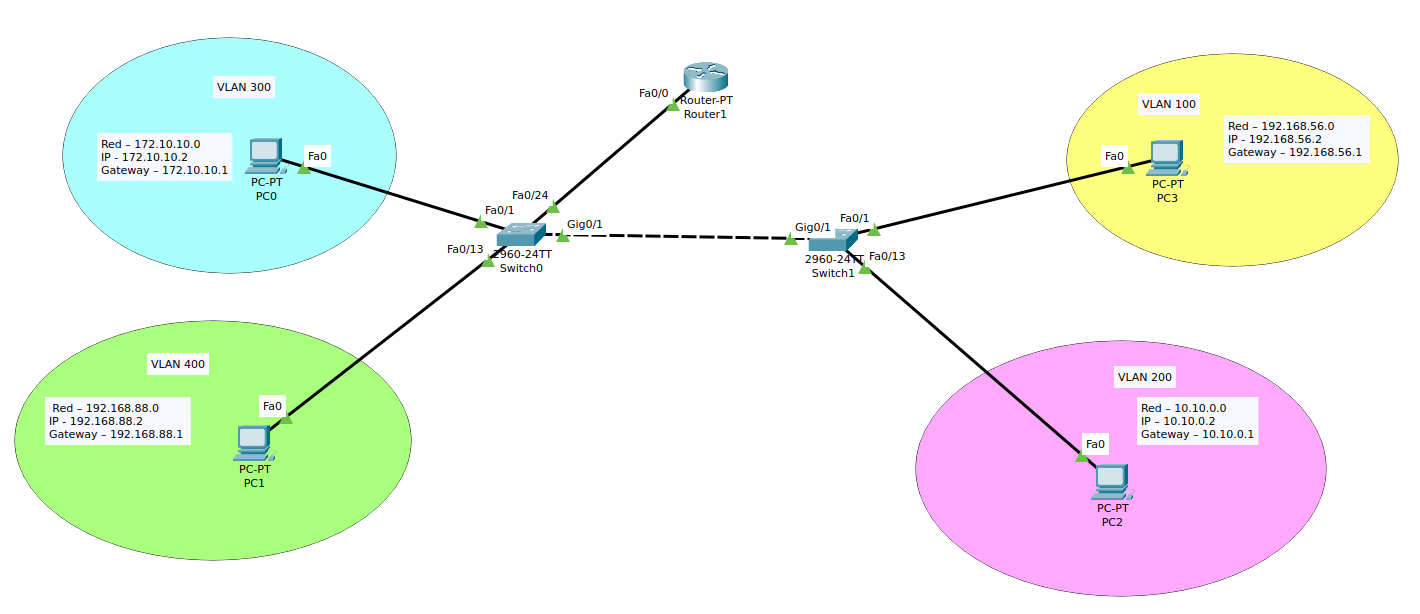 VLAN 300
Red – 172.10.10.0
IP - 172.10.10.2
Gateway – 172.10.10.1
Fa0
PC-PT
PC0
Fa0/0
Router-PT
Router1
Fa0/24
Fa0/1
Gig0/1
Fa0/13
2960-24TT
Switch0
Gig0/1
Fa0/1
2960-24TT
Switch1
Fa0/13
VLAN 100
Red – 192.168.56.0
IP - 192.168.56.2
Gateway – 192.168.56.1
Fa0
PC-PT
PC3
VLAN 400
Red – 192.168.88.0
IP - 192.168.88.2
Gateway – 192.168.88.1
Fa0
PC-PT
PC1
VLAN 200
Red – 10.10.0.0
IP – 10.10.0.2
Gateway – 10.10.0.1
Fa0
PC-PT
PC2